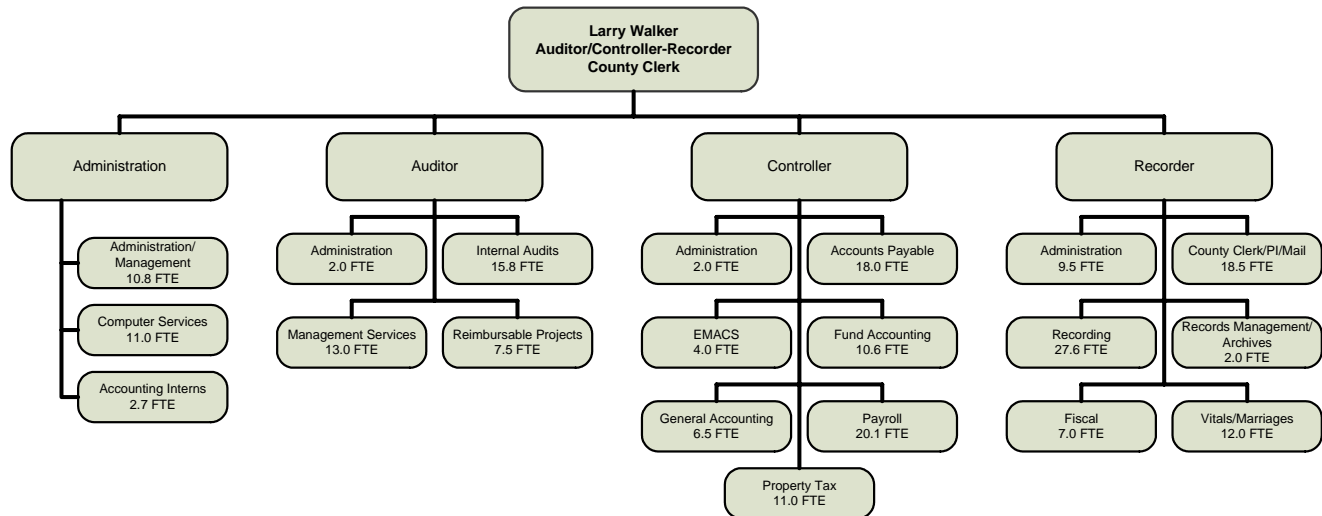 Larry Walker
Auditor/Controller-Recorder
County Clerk
Administration
Auditor
Controller
Recorder
Administration/
Management
10.8 FTE
Computer Services
11.0 FTE
Accounting Interns
2.7 FTE
Administration
2.0 FTE
Internal Audits
15.8 FTE
Management Services
13.0 FTE
Reimbursable Projects
7.5 FTE
Administration
2.0 FTE
Accounts Payable
18.0 FTE
EMACS
4.0 FTE
Fund Accounting
10.6 FTE
General Accounting
6.5 FTE
Payroll
20.1 FTE
Property Tax
11.0 FTE
Administration
9.5 FTE
County Clerk/PI/Mail
18.5 FTE
Recording
27.6 FTE
Records Management/
Archives
2.0 FTE
Fiscal
7.0 FTE
Vitals/Marriages
12.0 FTE